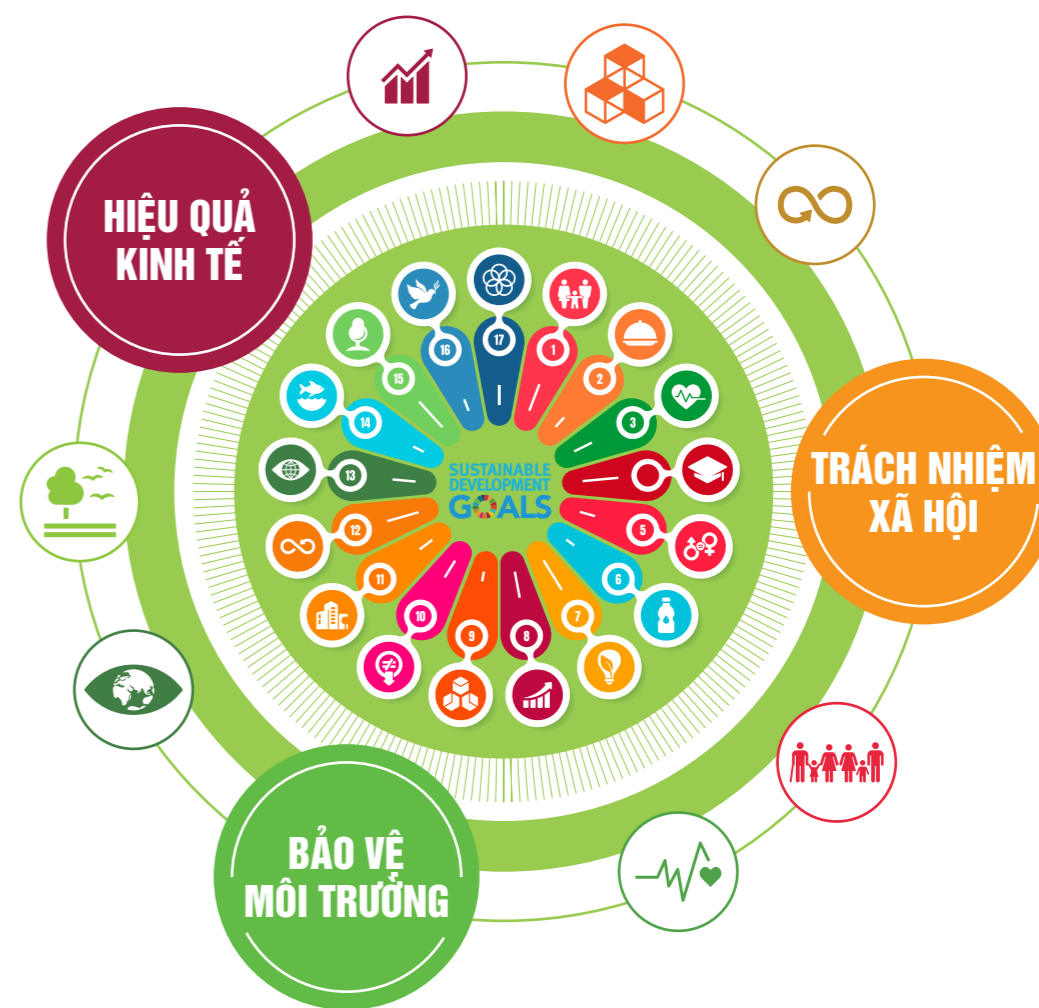 HIỆU QUẢ
KINH TẾ
TRÁCH NHIỆM
XÃ HỘI
BẢO VỆ
MÔI TRƯỜNG
SUSTAINABLE
DEVELOPMENT
GOALS
17
1
2
3
5
6
7
8
9
10
11
12
13
14
15
16